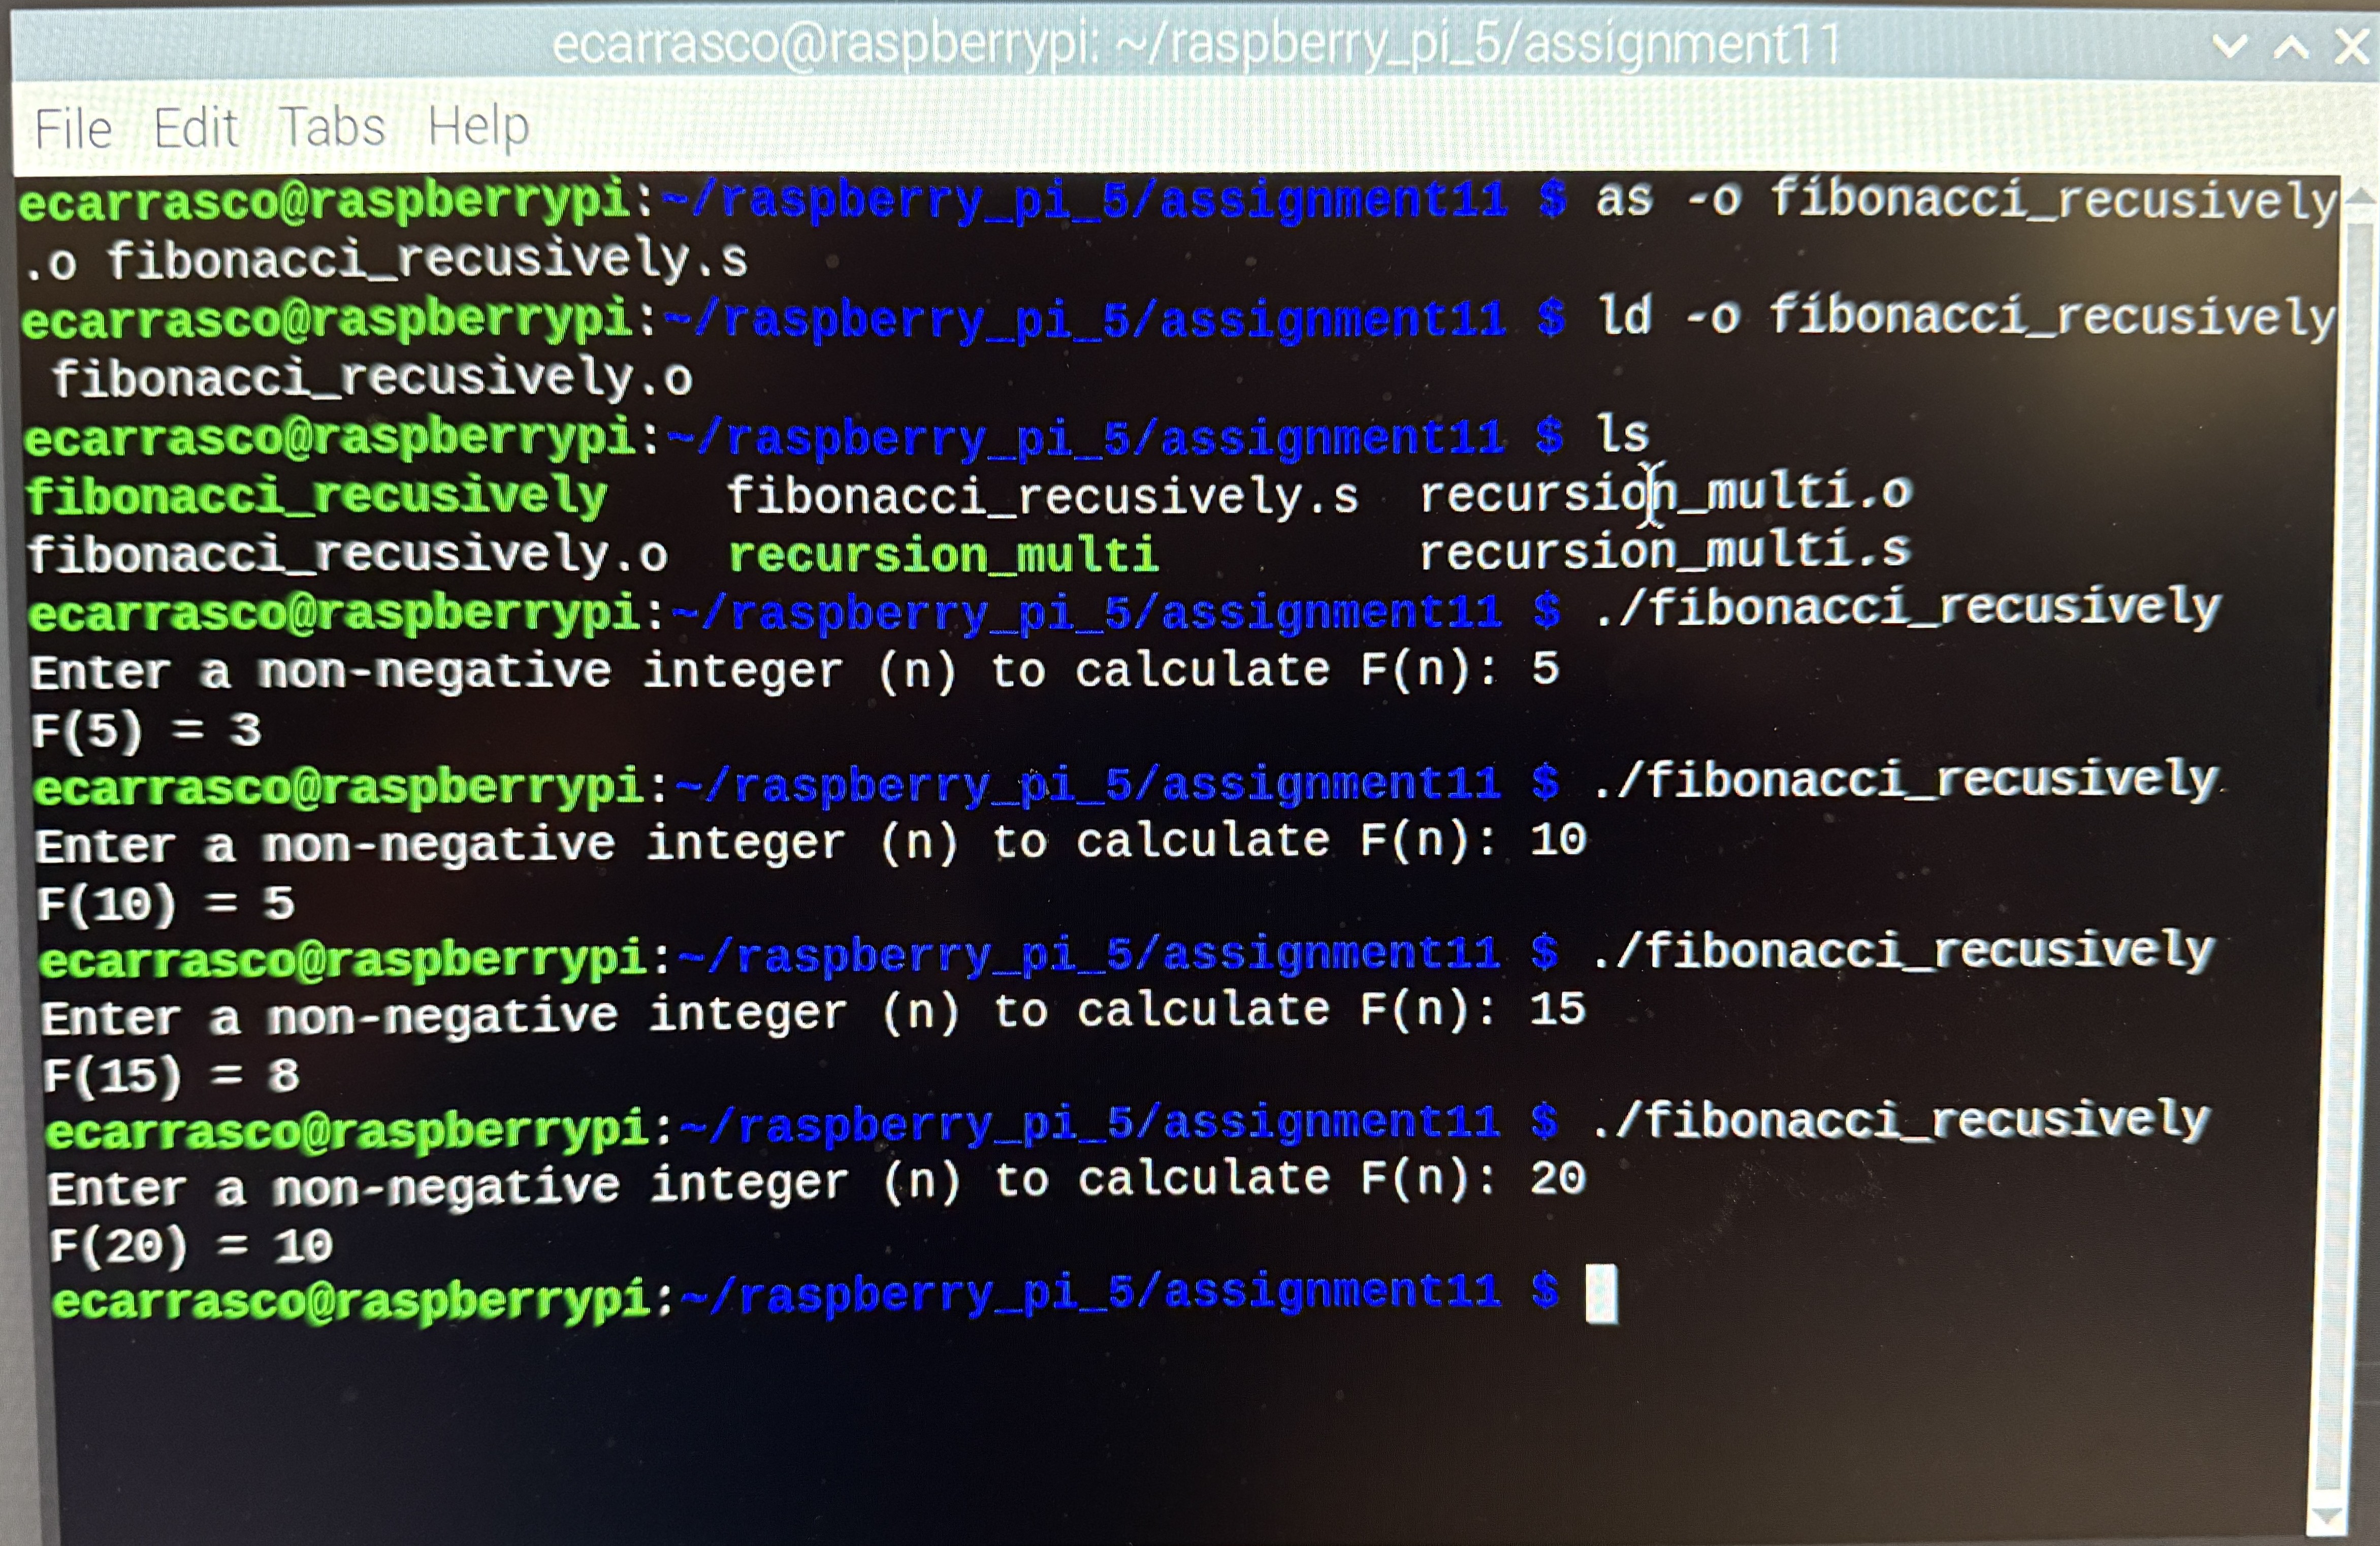 ecarrasco@raspberrypi: ~/raspberry_pi_5/assignment11
File Edit Tabs Help
ecarrasco@raspberrypi:~/raspberry_pi_5/assignment11 $ as -o fibonacci_recusively
.o fibonacci_recusively.s
ecarrasco@raspberrypi:~/raspberry_pi_5/assignment11 $ ld -o fibonacci_recusively
 fibonacci_recusively.o
ecarrasco@raspberrypi:~/raspberry_pi_5/assignment11 $ ls
fibonacci_recusively    fibonacci_recusively.s  recursion_multi.o
fibonacci_recusively.o  recursion_multi         recursion_multi.s
ecarrasco@raspberrypi:~/raspberry_pi_5/assignment11 $ ./fibonacci_recusively
Enter a non-negative integer (n) to calculate F(n): 5
F(5) = 3
ecarrasco@raspberrypi:~/raspberry_pi_5/assignment11 $ ./fibonacci_recusively
Enter a non-negative integer (n) to calculate F(n): 10
F(10) = 5
ecarrasco@raspberrypi:~/raspberry_pi_5/assignment11 $ ./fibonacci_recusively
Enter a non-negative integer (n) to calculate F(n): 15
F(15) = 8
ecarrasco@raspberrypi:~/raspberry_pi_5/assignment11 $ ./fibonacci_recusively
Enter a non-negative integer (n) to calculate F(n): 20
F(20) = 10
ecarrasco@raspberrypi:~/raspberry_pi_5/assignment11 $